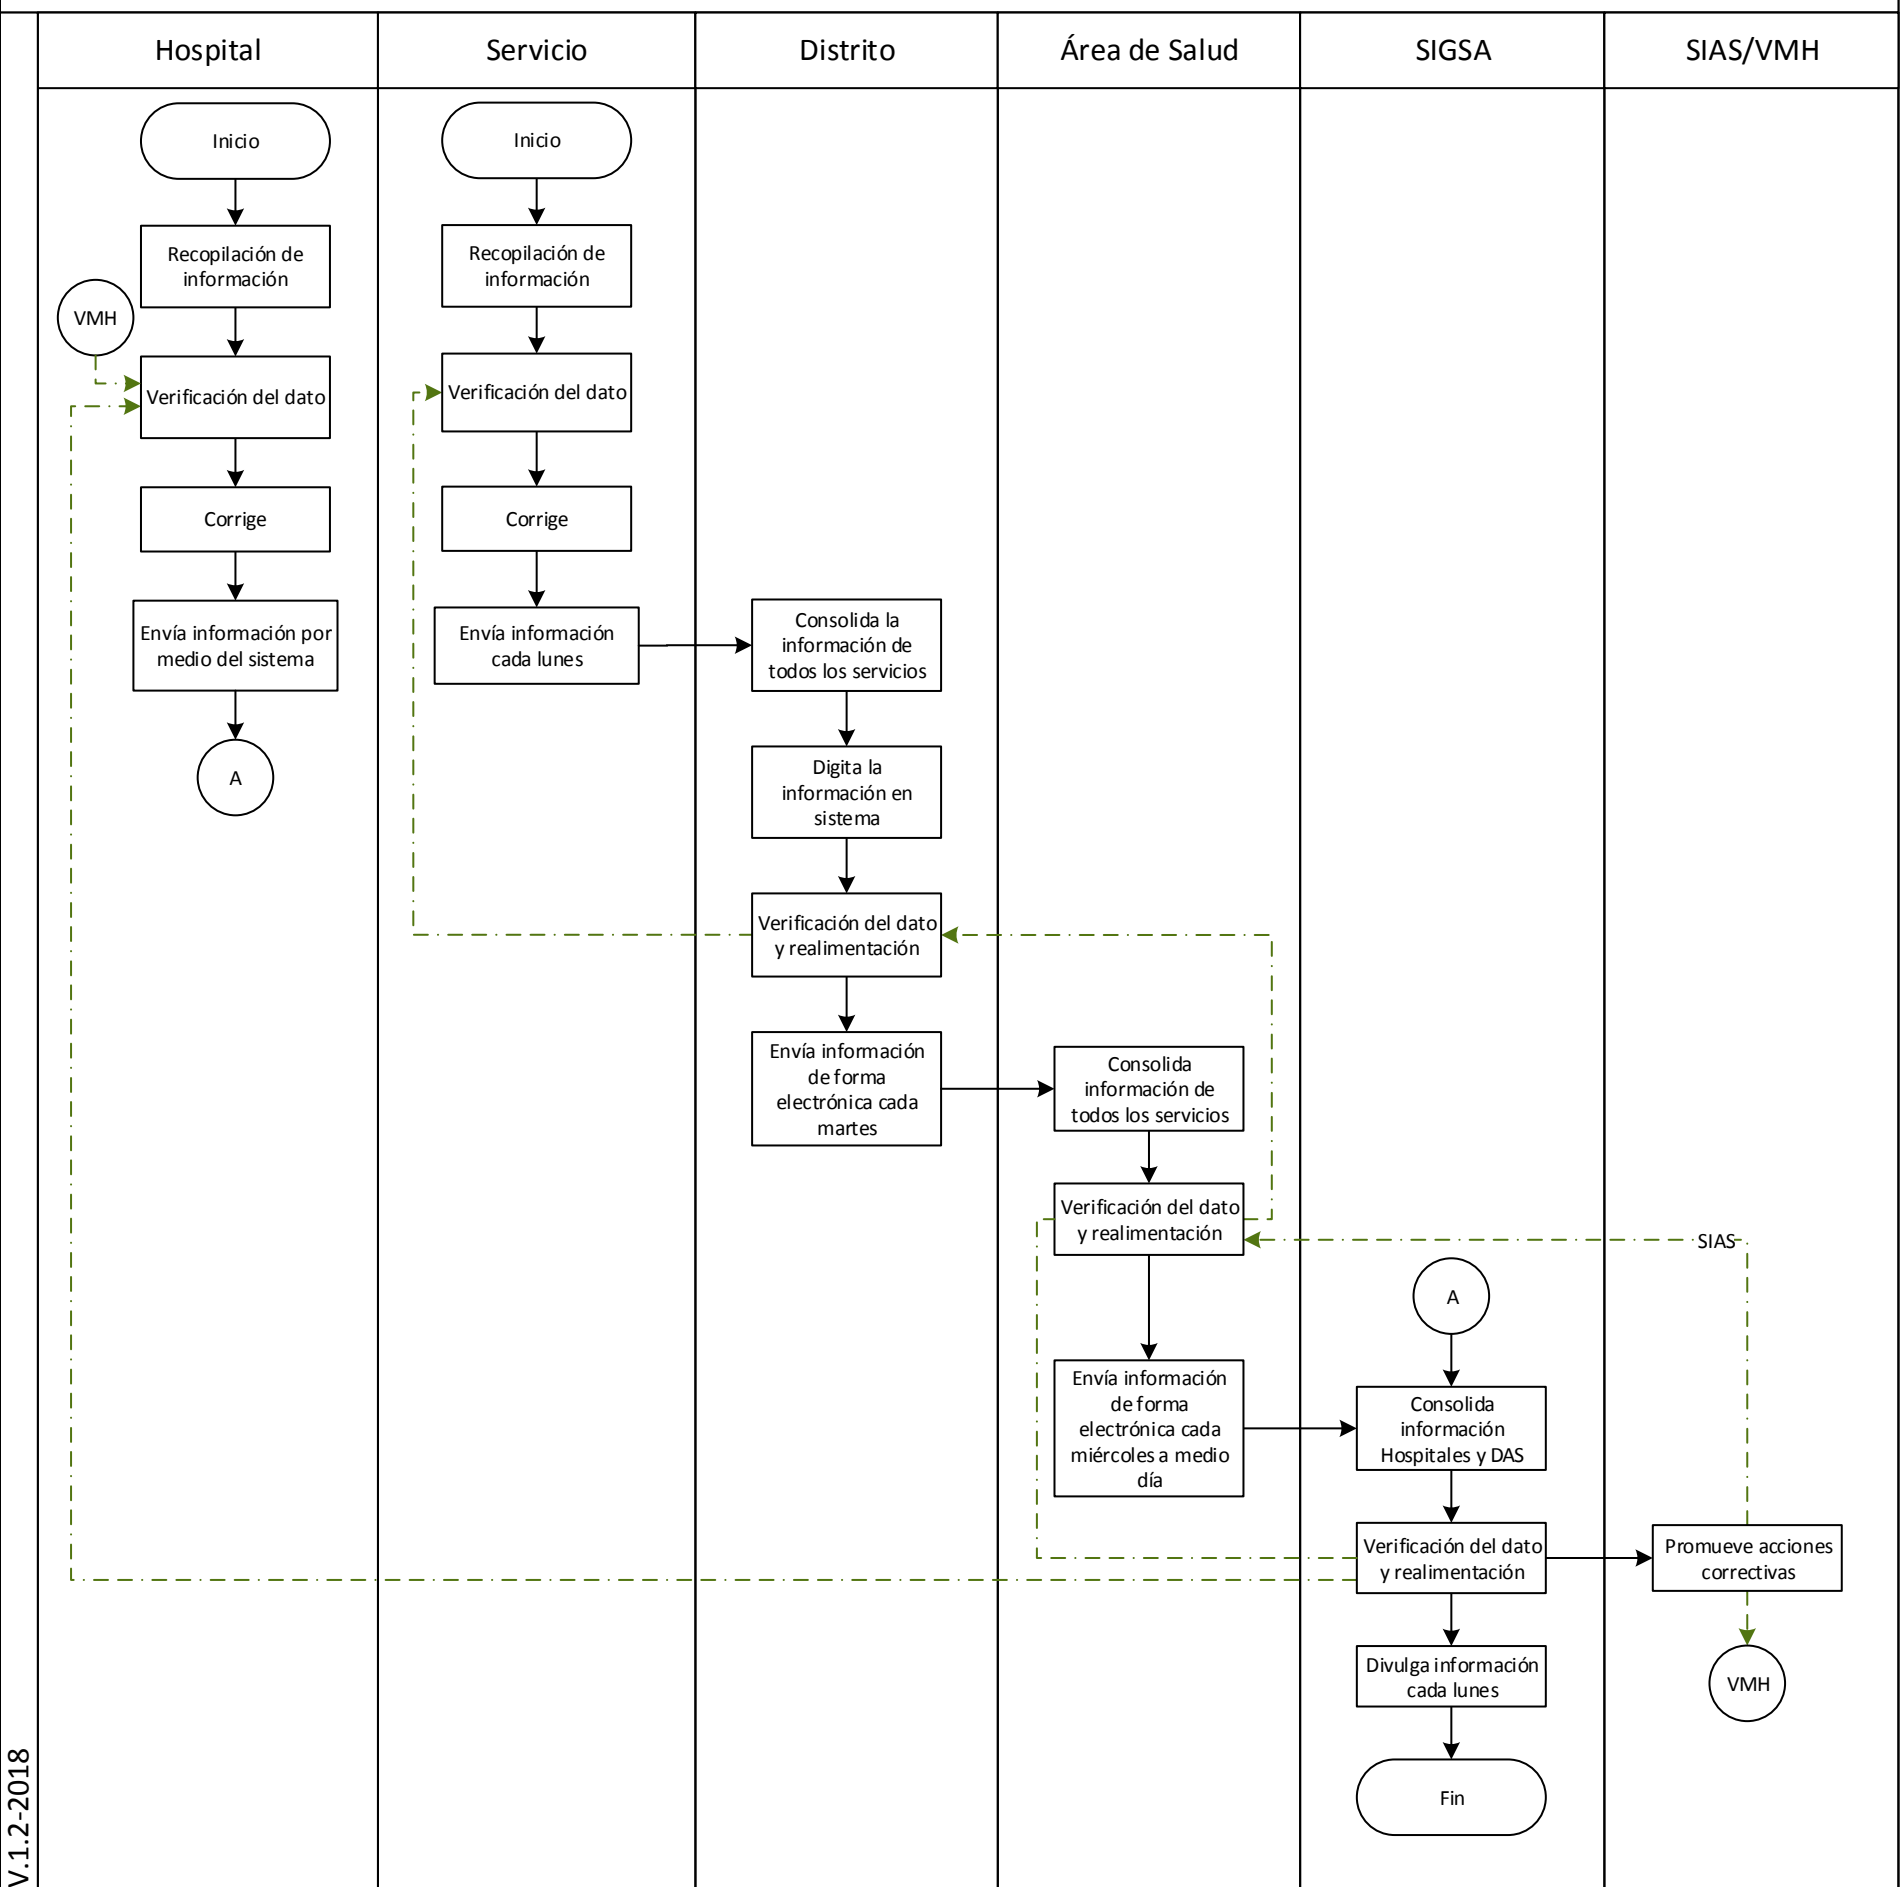 Hospital
Servicio
Distrito
Área de Salud
SIGSA
SIAS/VMH
Inicio
Recopilación de
información
VMH
Verificación del dato
Corrige
Envía información por
medio del sistema
A
Inicio
Recopilación de
información
Verificación del dato
Corrige
Envía información
cada lunes
Consolida la
información de
todos los servicios
Digita la
información en
sistema
Verificación del dato
y realimentación
Envía información
de forma
electrónica cada
martes
Consolida
información de
todos los servicios
Verificación del dato
y realimentación
Envía información
de forma
electrónica cada
miércoles a medio
día
A
Consolida
información
Hospitales y DAS
Verificación del dato
y realimentación
Divulga información
cada lunes
Fin
SIAS
Promueve acciones
correctivas
VMH
V.1.2-2018